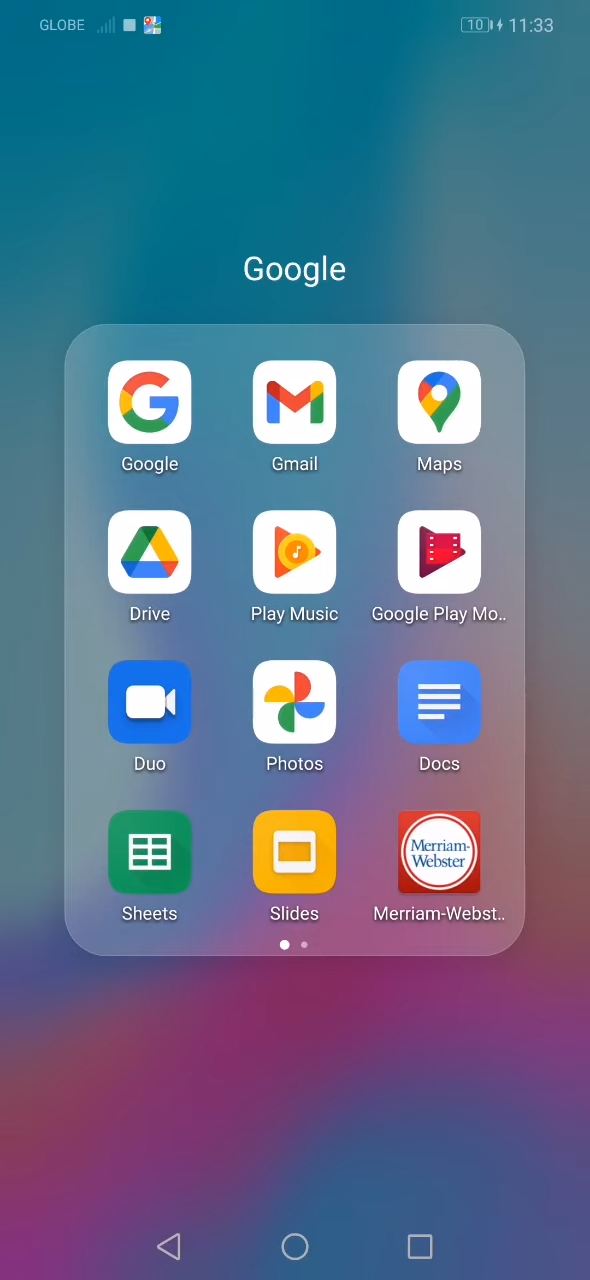 GLOBE 10 11:33
Google
Google Gmail Maps
Drive Play Music Google Play Mo..
Duo Photos Docs
Merriam-
Webster
Sheets Slides Merriam-Webst..